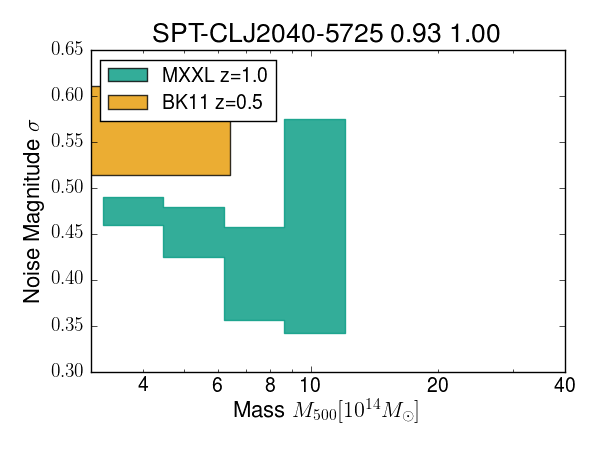 SPT-CLJ2040-5725 0.93 1.00
MXXL z=1.0
BK11 z=0.5
Noise Magnitude σ
0.65
0.60
0.55
0.50
0.45
0.40
0.35
0.30
4 6 8 10 20 40
Mass M₅₀₀[10¹⁴M⊙]